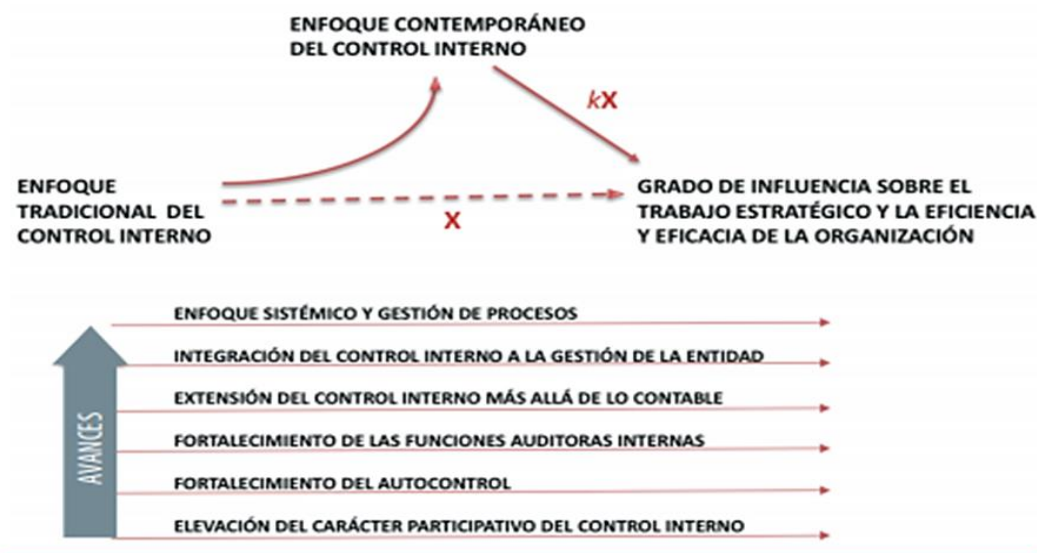 ENFOQUE CONTEMPORÁNEO
DEL CONTROL INTERNO
kX
ENFOQUE
TRADICIONAL DEL
CONTROL INTERNO
X
GRADO DE INFLUENCIA SOBRE EL
TRABAJO ESTRATÉGICO Y LA EFICIENCIA
Y EFICACIA DE LA ORGANIZACIÓN
AVANCES
ENFOQUE SISTÉMICO Y GESTIÓN DE PROCESOS
INTEGRACIÓN DEL CONTROL INTERNO A LA GESTIÓN DE LA ENTIDAD
EXTENSIÓN DEL CONTROL INTERNO MÁS ALLÁ DE LO CONTABLE
FORTALECIMIENTO DE LAS FUNCIONES AUDITORAS INTERNAS
FORTALECIMIENTO DEL AUTOCONTROL
ELEVACIÓN DEL CARÁCTER PARTICIPATIVO DEL CONTROL INTERNO